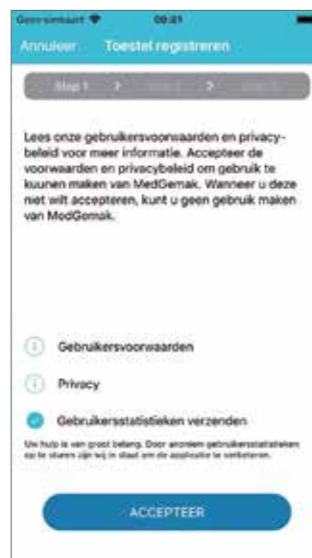 Geen simkaart 00:01
Annuleer Toestel registreren
Stap 1
Lees onze gebruikersvoorwaarden en privacy-
beleid voor meer informatie. Accepteer de
voorwaarden en privacybeleid om gebruik te
kuunen maken van MedGemak. Wanneer u deze
niet wilt accepteren, kunt u geen gebruik maken
van MedGemak.
Gebruikersvoorwaarden
Privacy
Gebruikersstatistieken verzenden
Uw hulp is van groot belang. Door anoniem gebruikersstatistieken
op te sturen zijn wij in staat om de applicatie te verbeteren.
ACCEPTEER